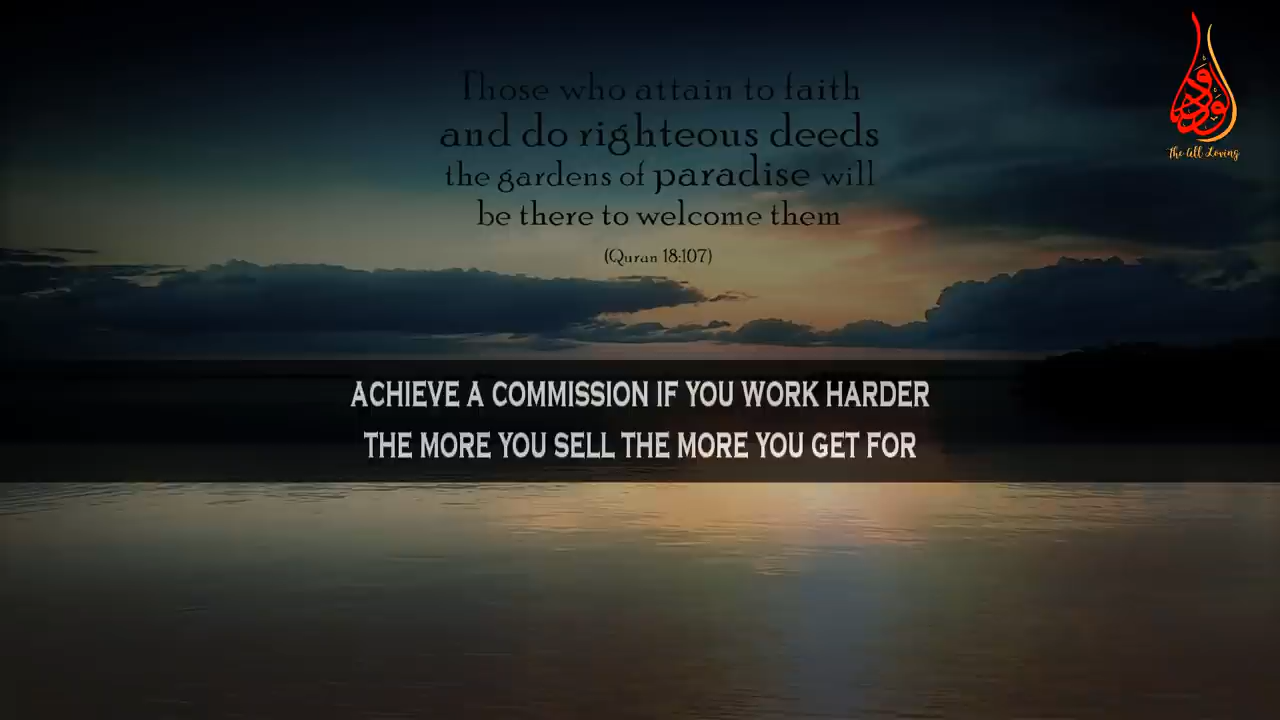 Those who attain to faith
and do righteous deeds
the gardens of paradise will
be there to welcome them
(Quran 18:107)
ACHIEVE A COMMISSION IF YOU WORK HARDER
THE MORE YOU SELL THE MORE YOU GET FOR
The All Loving